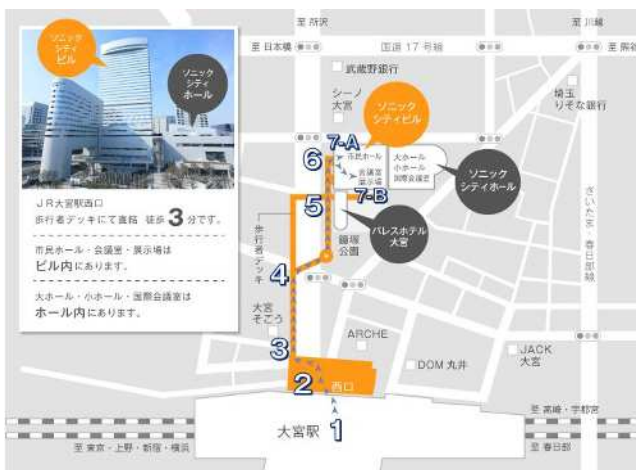 ソニック
シティ
ビル
ソニック
シティ
ホール
JR大宮駅西口
歩行者デッキにて直結 徒歩3分です。
市民ホール・会議室・展示場は
ビル内にあります。
大ホール・小ホール・国際会議室は
ホール内にあります。
至 所沢
至 川越
至 日本橋
国道17号線
至 熊谷
武蔵野銀行
シーノ
大宮
ソニック
シティビル
埼玉
りそな銀行
7-A
6
市民ホール
会議室
展示場
大ホール
小ホール
国際会議室
ソニック
シティホール
7-B
5
歩行者デッキ
鐘塚
公園
パレスホテル
大宮
さいたま・春日部線
4
大宮
そごう
ARCHE
3
DOM 丸井
JACK
大宮
2
西口
1
大宮駅
至 高崎・宇都宮
至 東京・上野・新宿・横浜
至 春日部